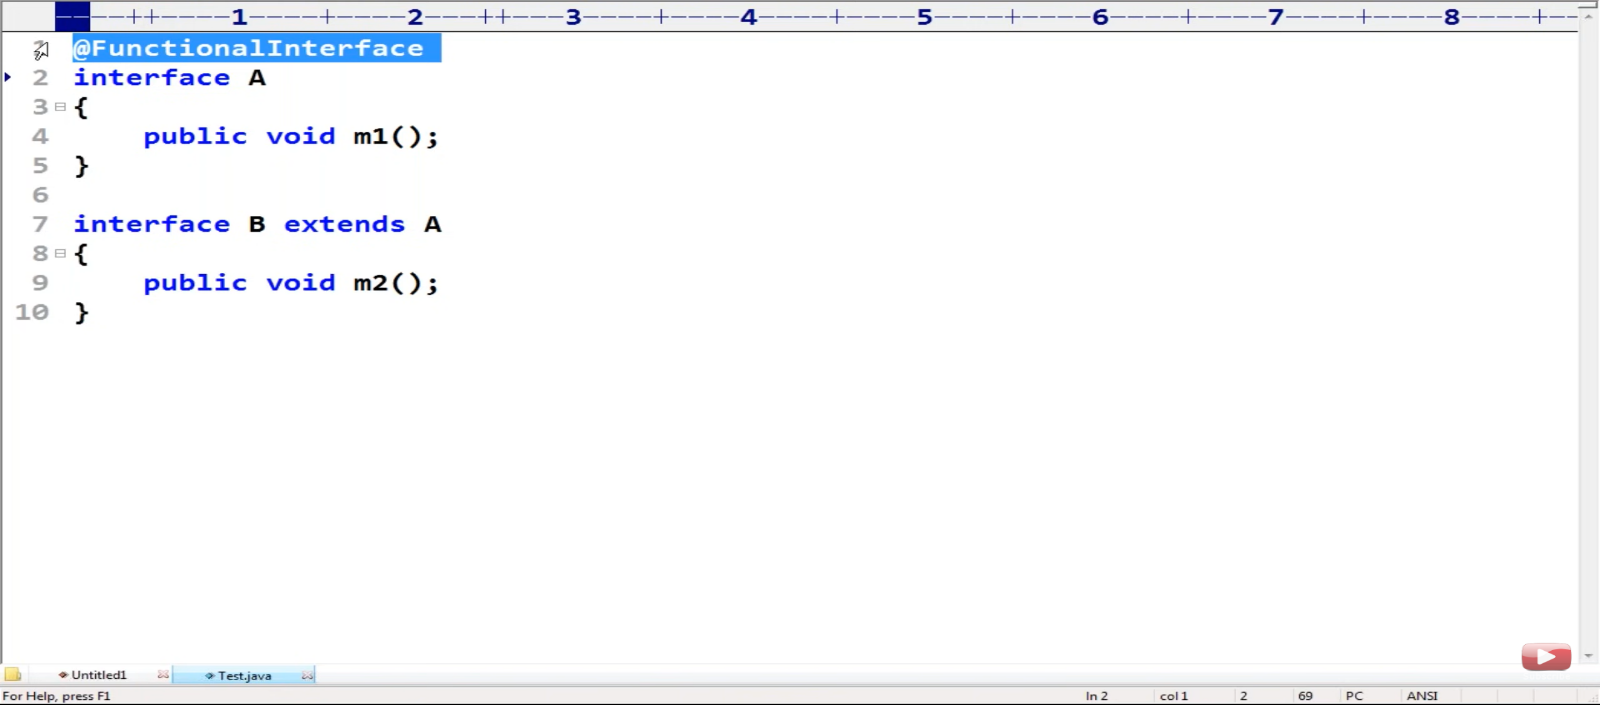 1 2 3 4 5 6 7 8
@FunctionalInterface
2 interface A
3 {
4 public void m1();
5 }
6
7 interface B extends A
8 {
9 public void m2();
10 }
Untitled1 Test.java
For Help, press F1 ln 2 col 1 2 69 PC ANSI